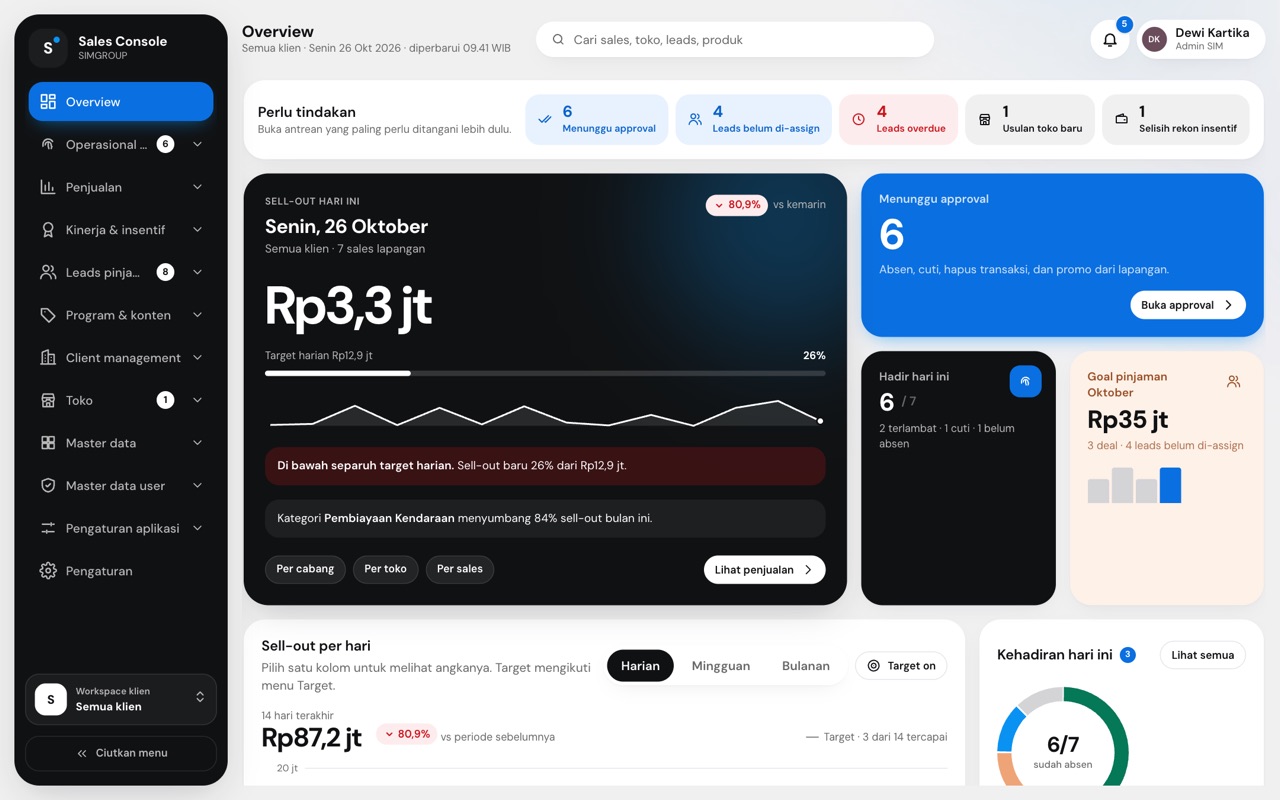 S
Sales Console
SIMGROUP
Overview
Operasional ...
6
Penjualan
Kinerja & insentif
Leads pinja...
8
Program & konten
Client management
Toko
1
Master data
Master data user
Pengaturan aplikasi
Pengaturan
S
Workspace klien
Semua klien
Ciutkan menu
Overview
Semua klien · Senin 26 Okt 2026 · diperbarui 09.41 WIB
Cari sales, toko, leads, produk
5
DK
Dewi Kartika
Admin SIM
Perlu tindakan
Buka antrean yang paling perlu ditangani lebih dulu.
6
Menunggu approval
4
Leads belum di-assign
4
Leads overdue
1
Usulan toko baru
1
Selisih rekon insentif
SELL-OUT HARI INI
Senin, 26 Oktober
Semua klien · 7 sales lapangan
80,9% vs kemarin
Rp3,3 jt
Target harian Rp12,9 jt
26%
Di bawah separuh target harian. Sell-out baru 26% dari Rp12,9 jt.
Kategori Pembiayaan Kendaraan menyumbang 84% sell-out bulan ini.
Per cabang
Per toko
Per sales
Lihat penjualan
Menunggu approval
6
Absen, cuti, hapus transaksi, dan promo dari lapangan.
Buka approval
Hadir hari ini
6 / 7
2 terlambat · 1 cuti · 1 belum
absen
Goal pinjaman
Oktober
Rp35 jt
3 deal · 4 leads belum di-assign
Sell-out per hari
Pilih satu kolom untuk melihat angkanya. Target mengikuti
menu Target.
Harian
Mingguan
Bulanan
Target on
14 hari terakhir
Rp87,2 jt
80,9% vs periode sebelumnya
Target · 3 dari 14 tercapai
20 jt
Kehadiran hari ini
3
Lihat semua
6/7
sudah absen